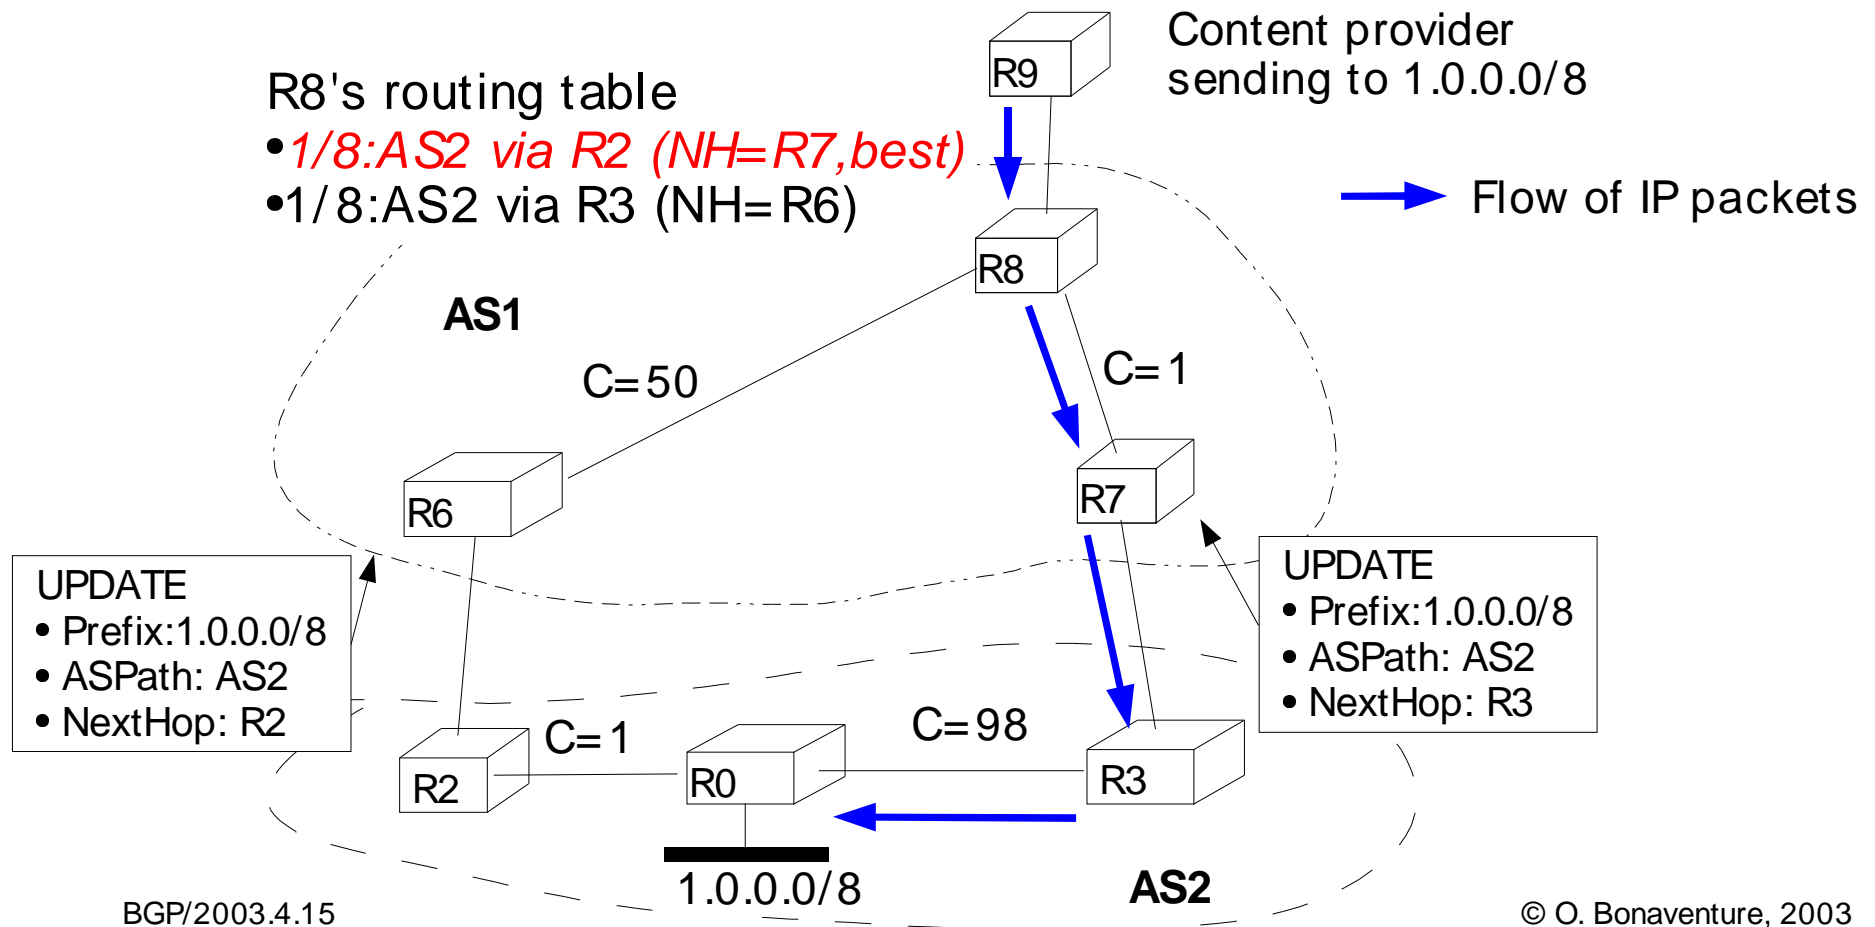 Content provider
sending to 1.0.0.0/8
R9
R8's routing table
•1/8:AS2 via R2 (NH=R7,best)
•1/8:AS2 via R3 (NH=R6)
Flow of IP packets
R8
AS1
C=50
C=1
R6
R7
UPDATE
• Prefix:1.0.0.0/8
• ASPath: AS2
• NextHop: R2
UPDATE
• Prefix:1.0.0.0/8
• ASPath: AS2
• NextHop: R3
C=1
C=98
R2
R0
R3
1.0.0.0/8
AS2
BGP/2003.4.15
© O. Bonaventure, 2003